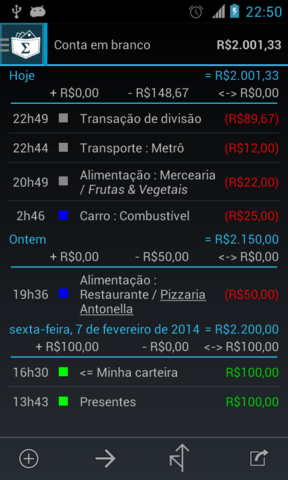 22:50
Σ
Conta em branco R$2.001,33
Hoje = R$2.001,33
+ R$0,00 - R$148,67 <-> R$0,00
22h49 Transação de divisão (R$89,67)
22h44 Transporte : Metrô (R$12,00)
20h49 Alimentação : Mercearia (R$22,00)
/ Frutas & Vegetais
2h46 Carro : Combustível (R$25,00)
Ontem = R$2.150,00
+ R$0,00 - R$50,00 <-> R$0,00
Alimentação :
19h36 Restaurante / Pizzaria (R$50,00)
Antonella
sexta-feira, 7 de fevereiro de 2014 = R$2.200,00
+ R$100,00 - R$0,00 <-> R$100,00
16h30 <= Minha carteira R$100,00
13h43 Presentes R$100,00